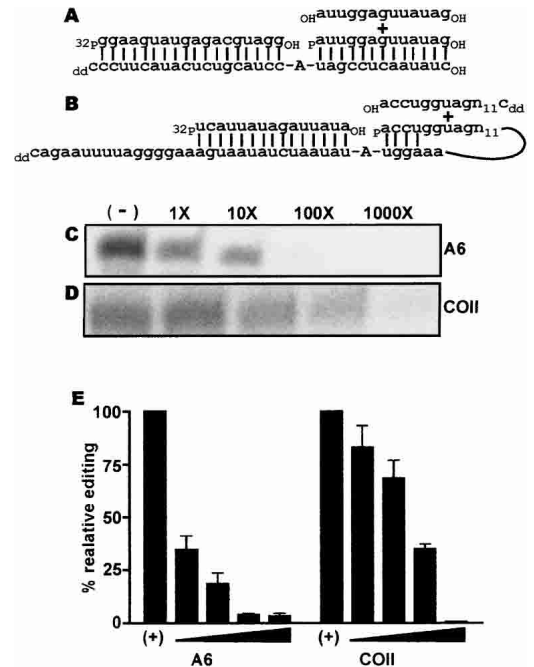 A
OHauuggaguuauagOH
+
32PggaaguaugagacguaggOH PauuggaguuauagOH
ddcccuucauacucugcaucc-A-uagccucaauaucOH
B
OHaccugguagn11cdd
+
32PucauuauagauuauaOH Paccugguagn11
ddcagaauuuuaggggaaaguaauaucuaauau-A-uggaaa
(-) 1X 10X 100X 1000X
C A6
D COII
E
% realative editing
100
75
50
25
0
(+) (+)
A6 COII